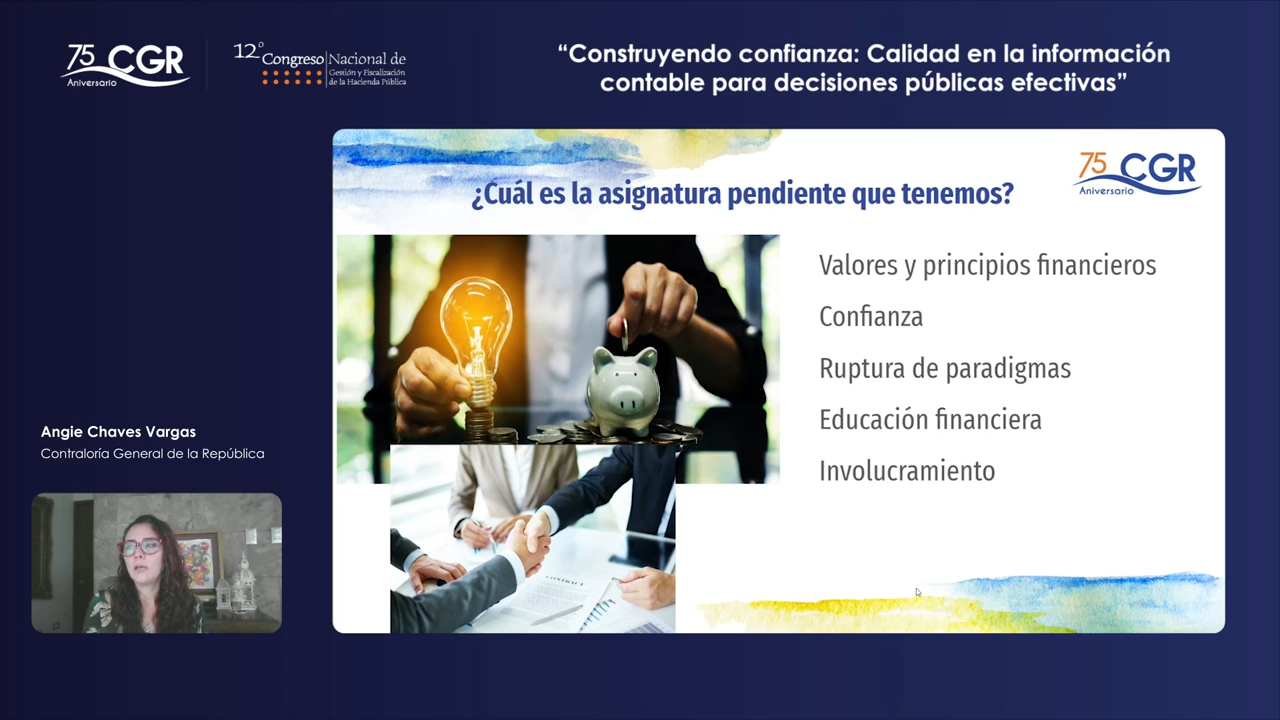 75 CGR
Aniversario
12° Congreso Nacional de
Gestión y Fiscalización
de la Hacienda Pública
“Construyendo confianza: Calidad en la información
contable para decisiones públicas efectivas”
75 CGR
Aniversario
¿Cuál es la asignatura pendiente que tenemos?
Valores y principios financieros
Confianza
Ruptura de paradigmas
Educación financiera
Involucramiento
CONTRACT
Angie Chaves Vargas
Contraloría General de la República